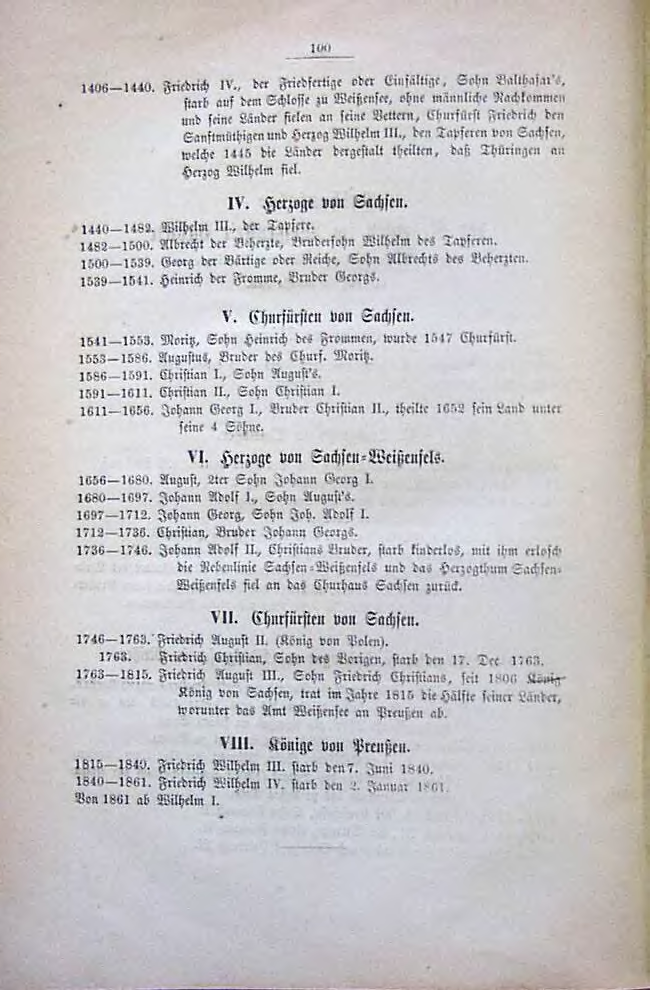 100
1406—1440. Friedrich IV., der Friedfertige oder Einfältige, Sohn Balthasar's,
starb auf dem Schlosse zu Weißensee, ohne männliche Nachkommen
und seine Länder fielen an seine Vettern, Churfürst Friedrich den
Sanftmüthigen und Herzog Wilhelm III., den Tapferen von Sachsen,
welche 1445 die Länder dergestalt theilten, daß Thüringen an
Herzog Wilhelm fiel.
IV. Herzoge von Sachsen.
1440—1482. Wilhelm III., der Tapfere.
1482—1500. Albrecht der Beherzte, Brudersohn Wilhelm des Tapferen.
1500—1539. Georg der Bärtige oder Reiche, Sohn Albrechts des Beherzten.
1539—1541. Heinrich der Fromme, Bruder Georgs.
V. Churfürsten von Sachsen.
1541—1553. Moritz, Sohn Heinrich des Frommen, wurde 1547 Churfürst.
1553—1586. Augustus, Bruder des Churf. Moritz.
1586—1591. Christian I., Sohn August's.
1591—1611. Christian II., Sohn Christian I.
1611—1656. Johann Georg I., Bruder Christian II., theilte 1652 sein Land unter
seine 4 Söhne.
VI. Herzoge von Sachsen-Weißenfels.
1656—1680. August, 2ter Sohn Johann Georg I.
1680—1697. Johann Adolf I., Sohn August's.
1697—1712. Johann Georg, Sohn Joh. Adolf I.
1712—1736. Christian, Bruder Johann Georgs.
1736—1746. Johann Adolf II., Christians Bruder, starb kinderlos, mit ihm erlosch
die Nebenlinie Sachsen-Weißenfels und das Herzogthum Sachsen-
Weißenfels fiel an das Churhaus Sachsen zurück.
VII. Churfürsten von Sachsen.
1746—1763. Friedrich August II. (König von Polen).
1763. Friedrich Christian, Sohn des Vorigen, starb den 17. Dec. 1763.
1763—1815. Friedrich August III., Sohn Friedrich Christians, seit 1806 König
König von Sachsen, trat im Jahre 1815 die Hälfte seiner Länder,
worunter das Amt Weißensee an Preußen ab.
VIII. Könige von Preußen.
1815—1840. Friedrich Wilhelm III. starb den 7. Juni 1840.
1840—1861. Friedrich Wilhelm IV. starb den 2. Januar 1861.
Von 1861 ab Wilhelm I.